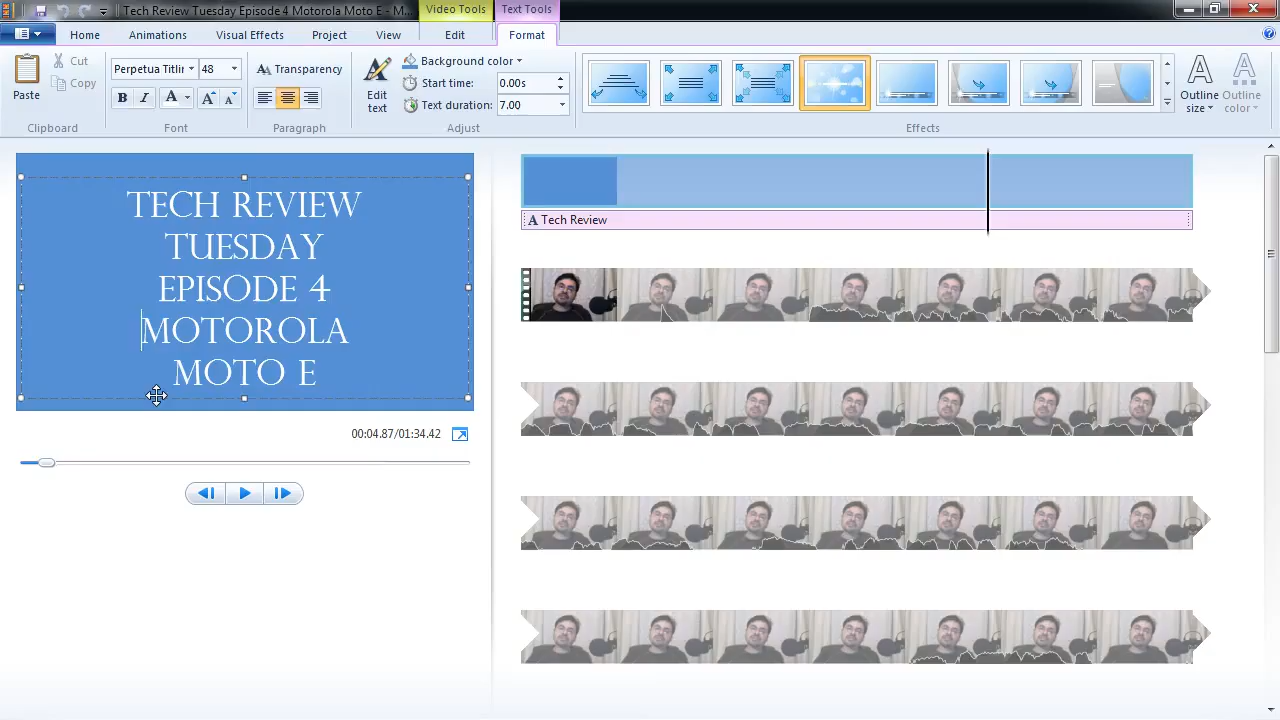 Tech Review Tuesday Episode 4 Motorola Moto E - M...
Video Tools
Text Tools
Home
Animations
Visual Effects
Project
View
Edit
Format
Paste
Cut
Copy
Clipboard
Perpetua Titlin
48
B I A A A
Font
Transparency
Paragraph
Edit text
Background color
Start time: 0.00s
Text duration: 7.00
Adjust
Effects
Outline size
Outline color
TECH REVIEW
TUESDAY
EPISODE 4
MOTOROLA
MOTO E
00:04.87/01:34.42
A Tech Review